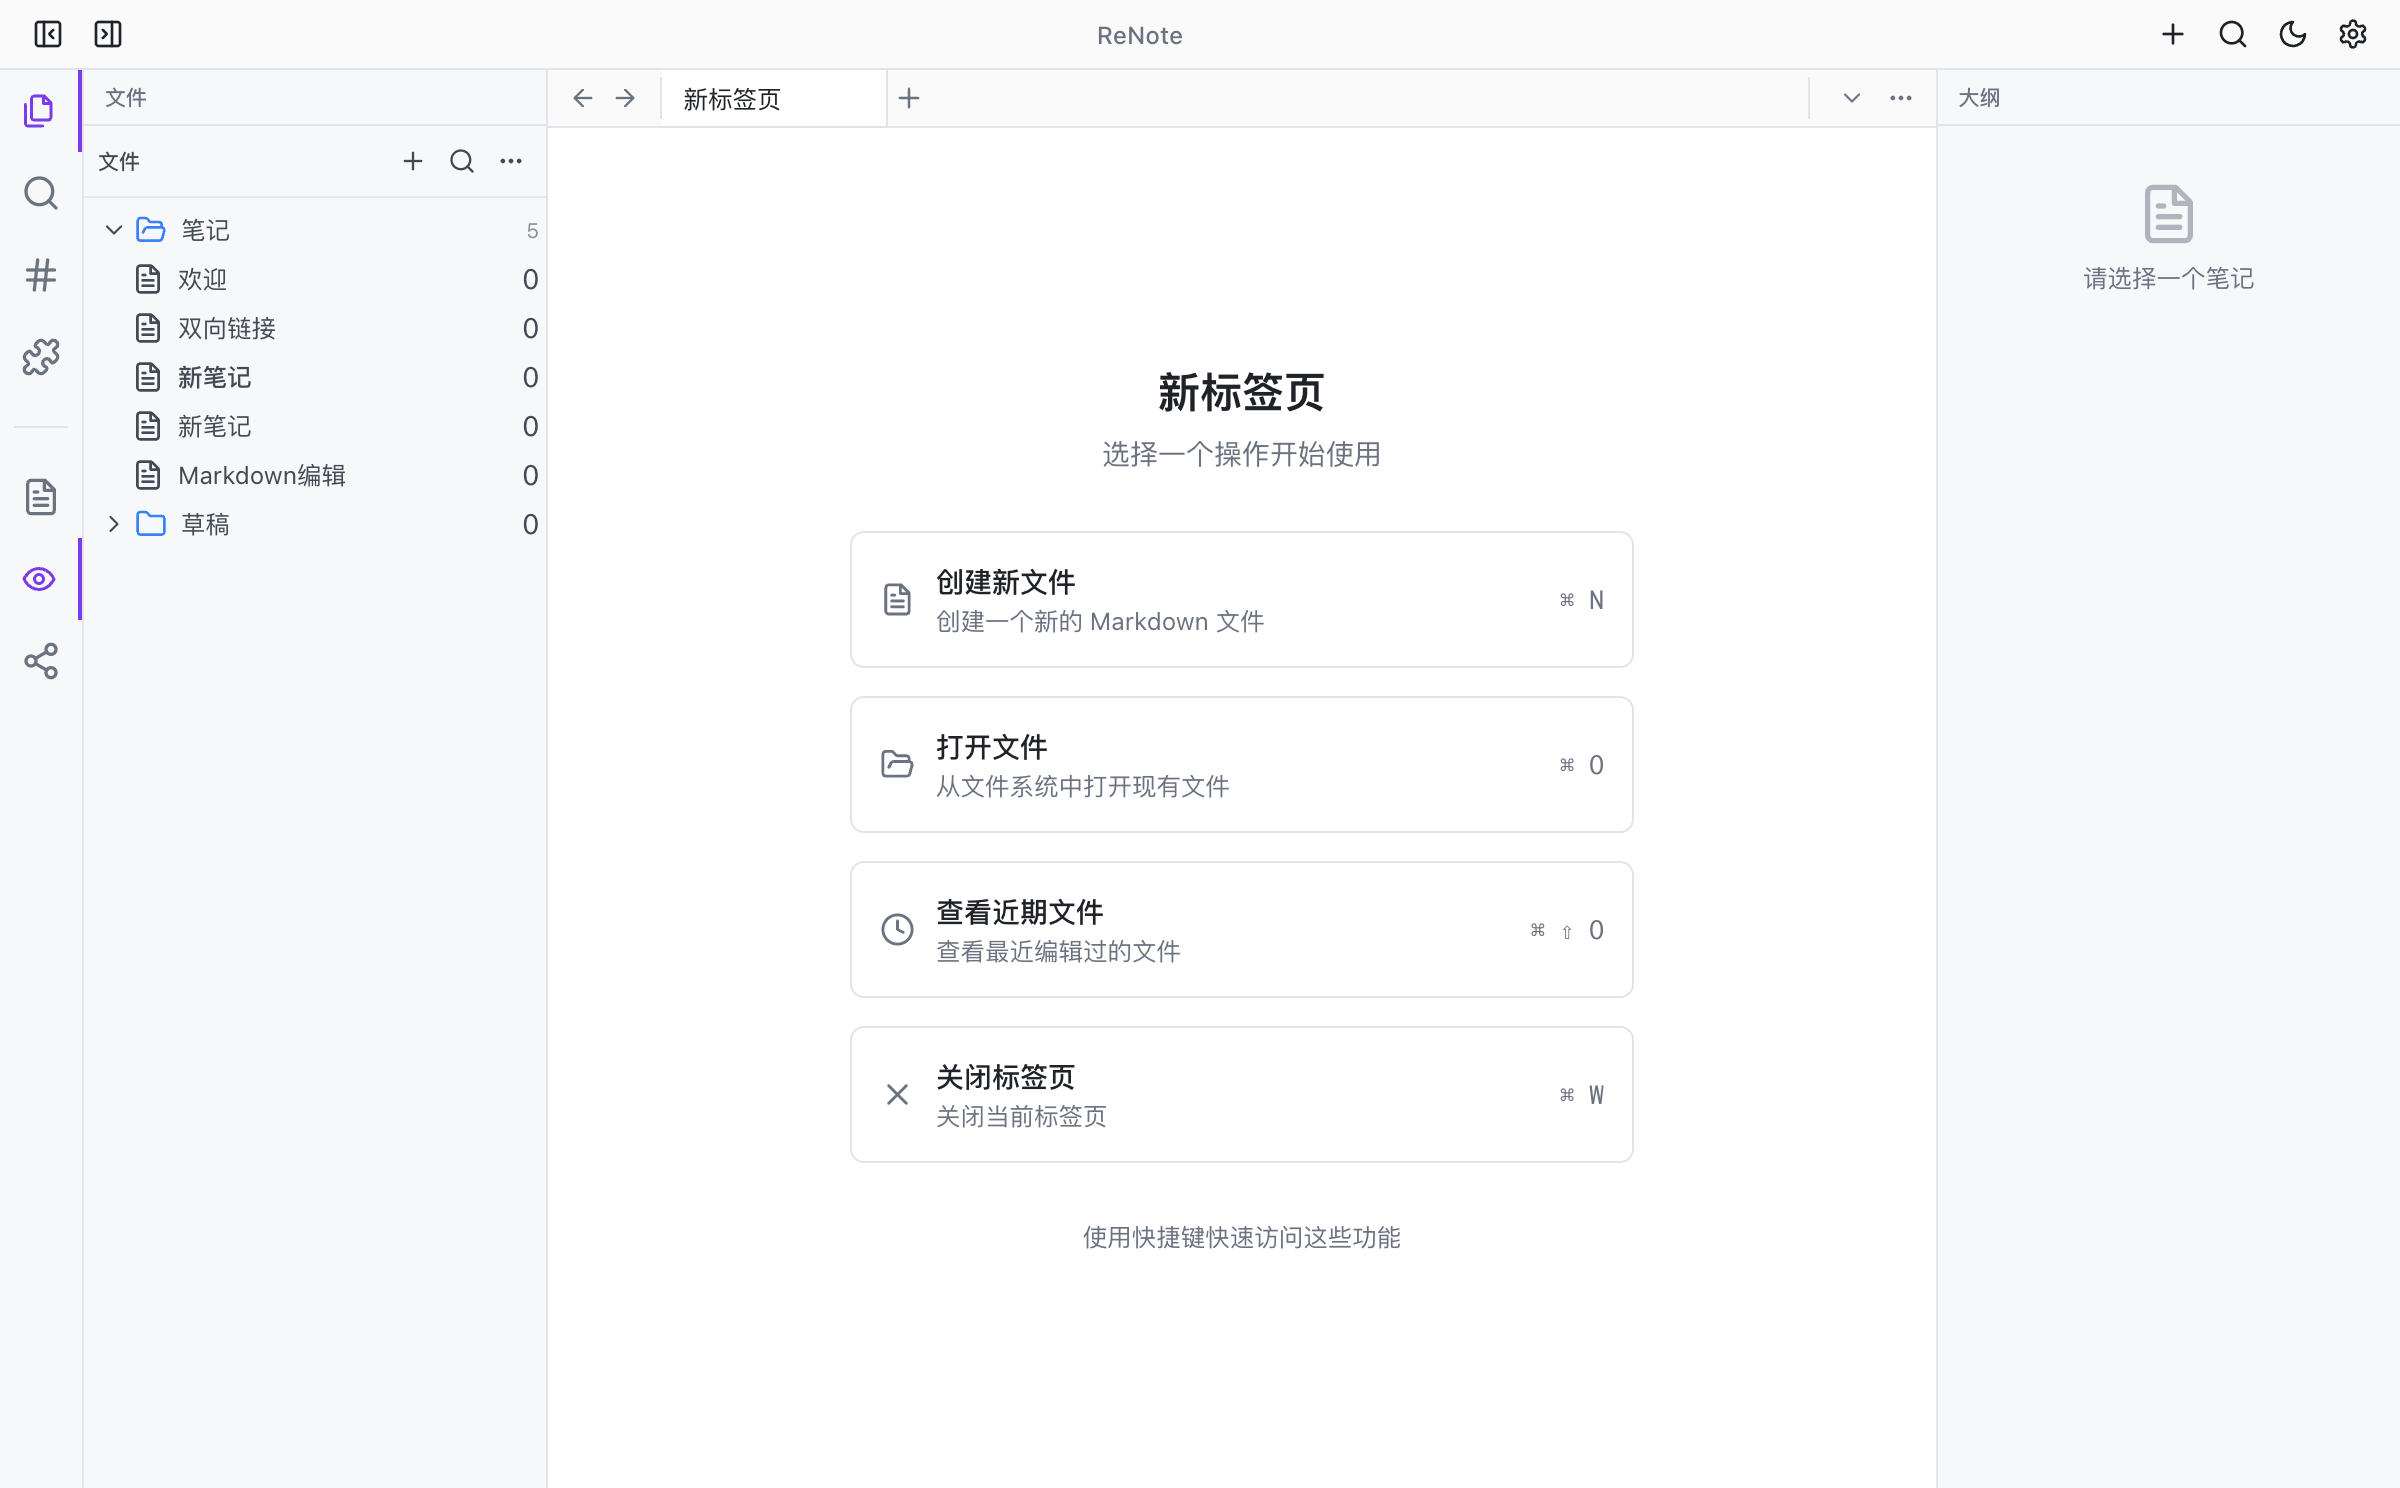 ReNote
文件
新标签页
大纲
文件
笔记 5
欢迎 0
双向链接 0
新笔记 0
新笔记 0
Markdown编辑 0
草稿 0
新标签页
选择一个操作开始使用
创建新文件
创建一个新的 Markdown 文件
⌘ N
打开文件
从文件系统中打开现有文件
⌘ O
查看近期文件
查看最近编辑过的文件
⌘ ⇧ O
关闭标签页
关闭当前标签页
⌘ W
使用快捷键快速访问这些功能
请选择一个笔记